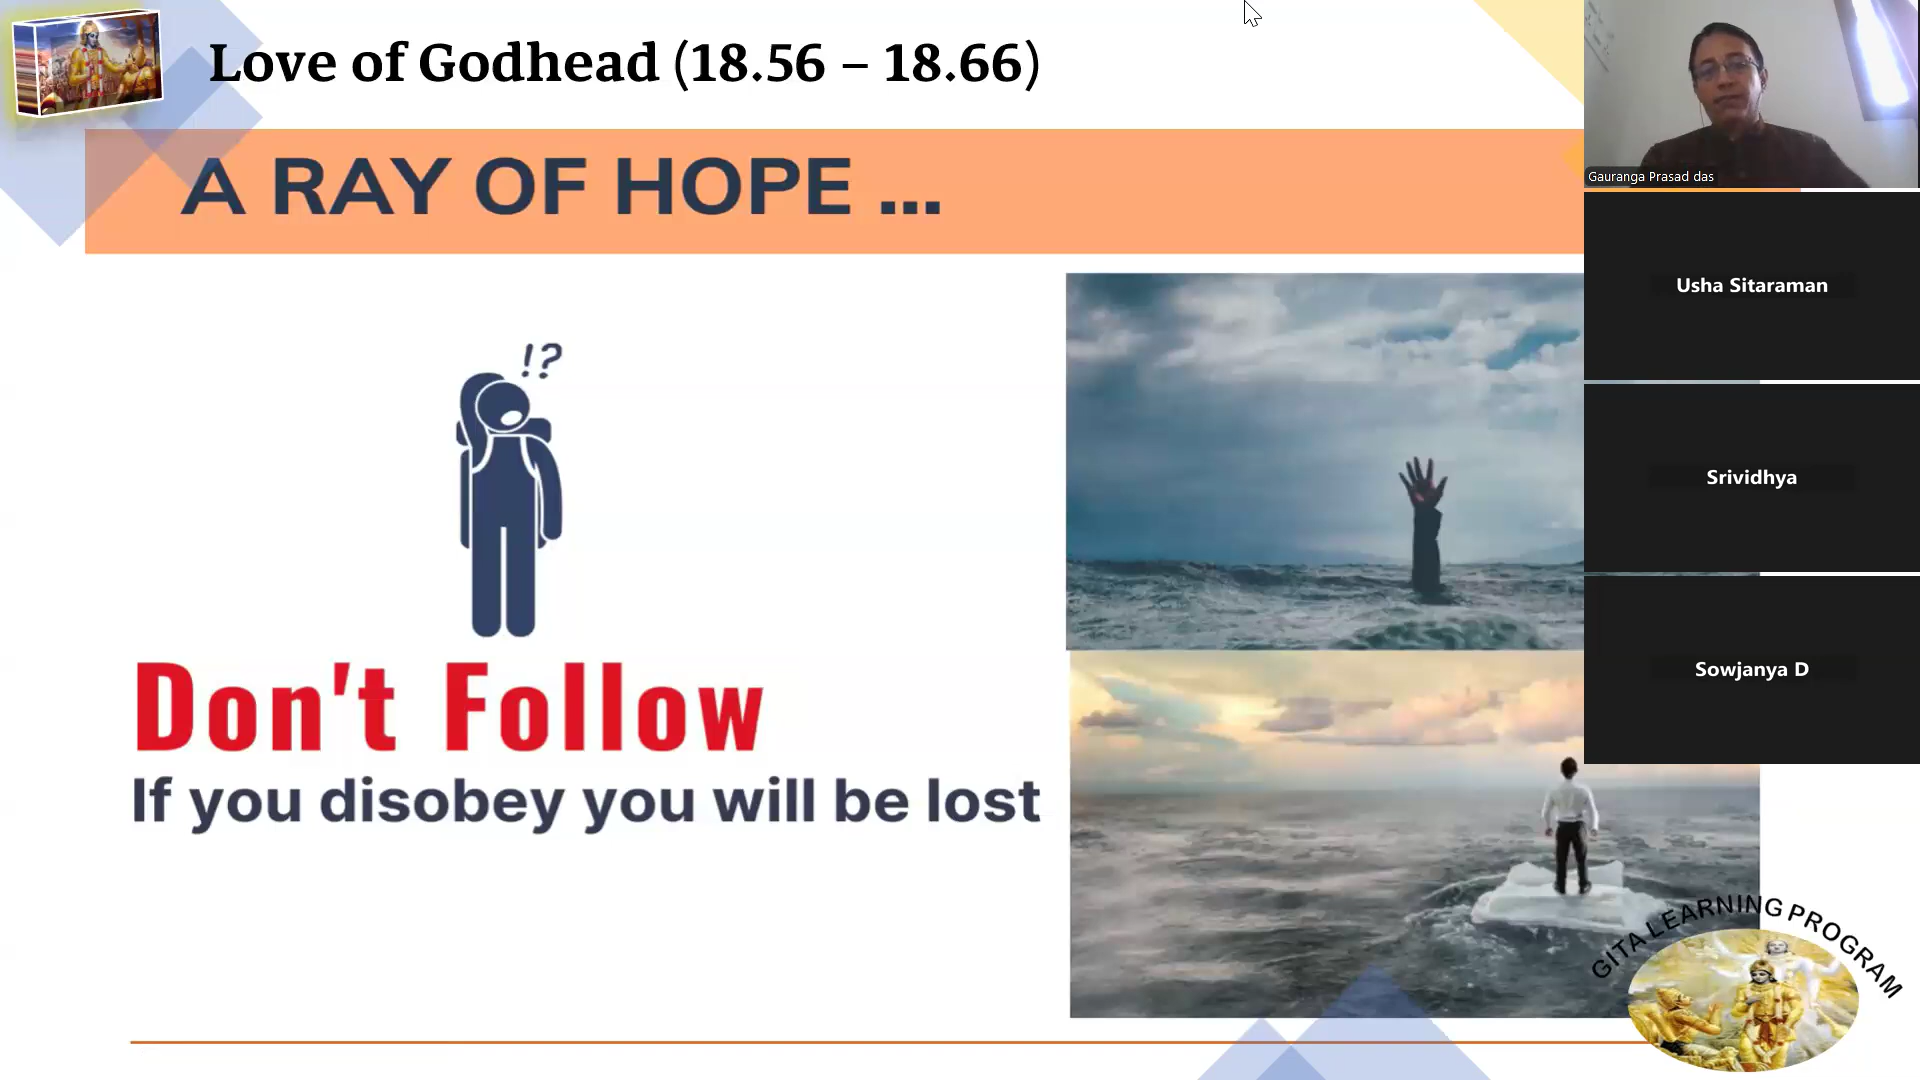 Love of Godhead (18.56 – 18.66)
A RAY OF HOPE ...
!?
Don't Follow
If you disobey you will be lost
Gauranga Prasad das
Usha Sitaraman
Srividhya
Sowjanya D
GITA LEARNING PROGRAM